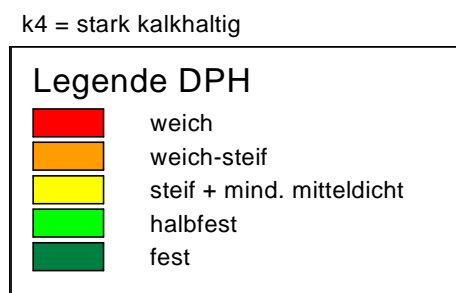 k4 = stark kalkhaltig
Legende DPH
weich
weich-steif
steif + mind. mitteldicht
halbfest
fest